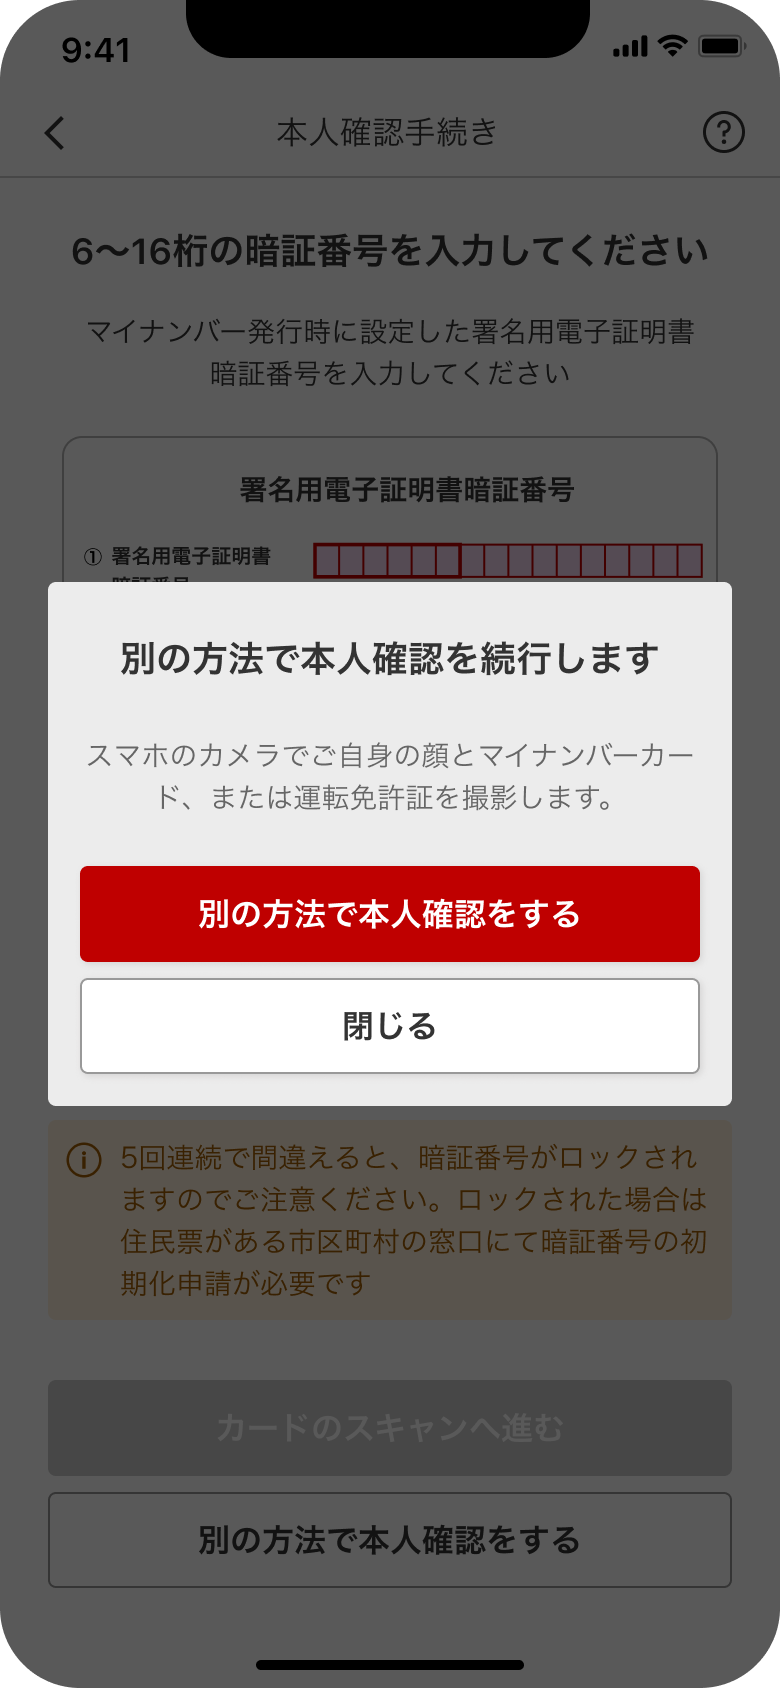 9:41
本人確認手続き
6〜16桁の暗証番号を入力してください
マイナンバー発行時に設定した署名用電子証明書
暗証番号を入力してください
署名用電子証明書暗証番号
① 署名用電子証明書
暗証番号
別の方法で本人確認を続行します
スマホのカメラでご自身の顔とマイナンバーカー
ド、または運転免許証を撮影します。
別の方法で本人確認をする
閉じる
5回連続で間違えると、暗証番号がロックされ
ますのでご注意ください。ロックされた場合は
住民票がある市区町村の窓口にて暗証番号の初
期化申請が必要です
カードのスキャンへ進む
別の方法で本人確認をする